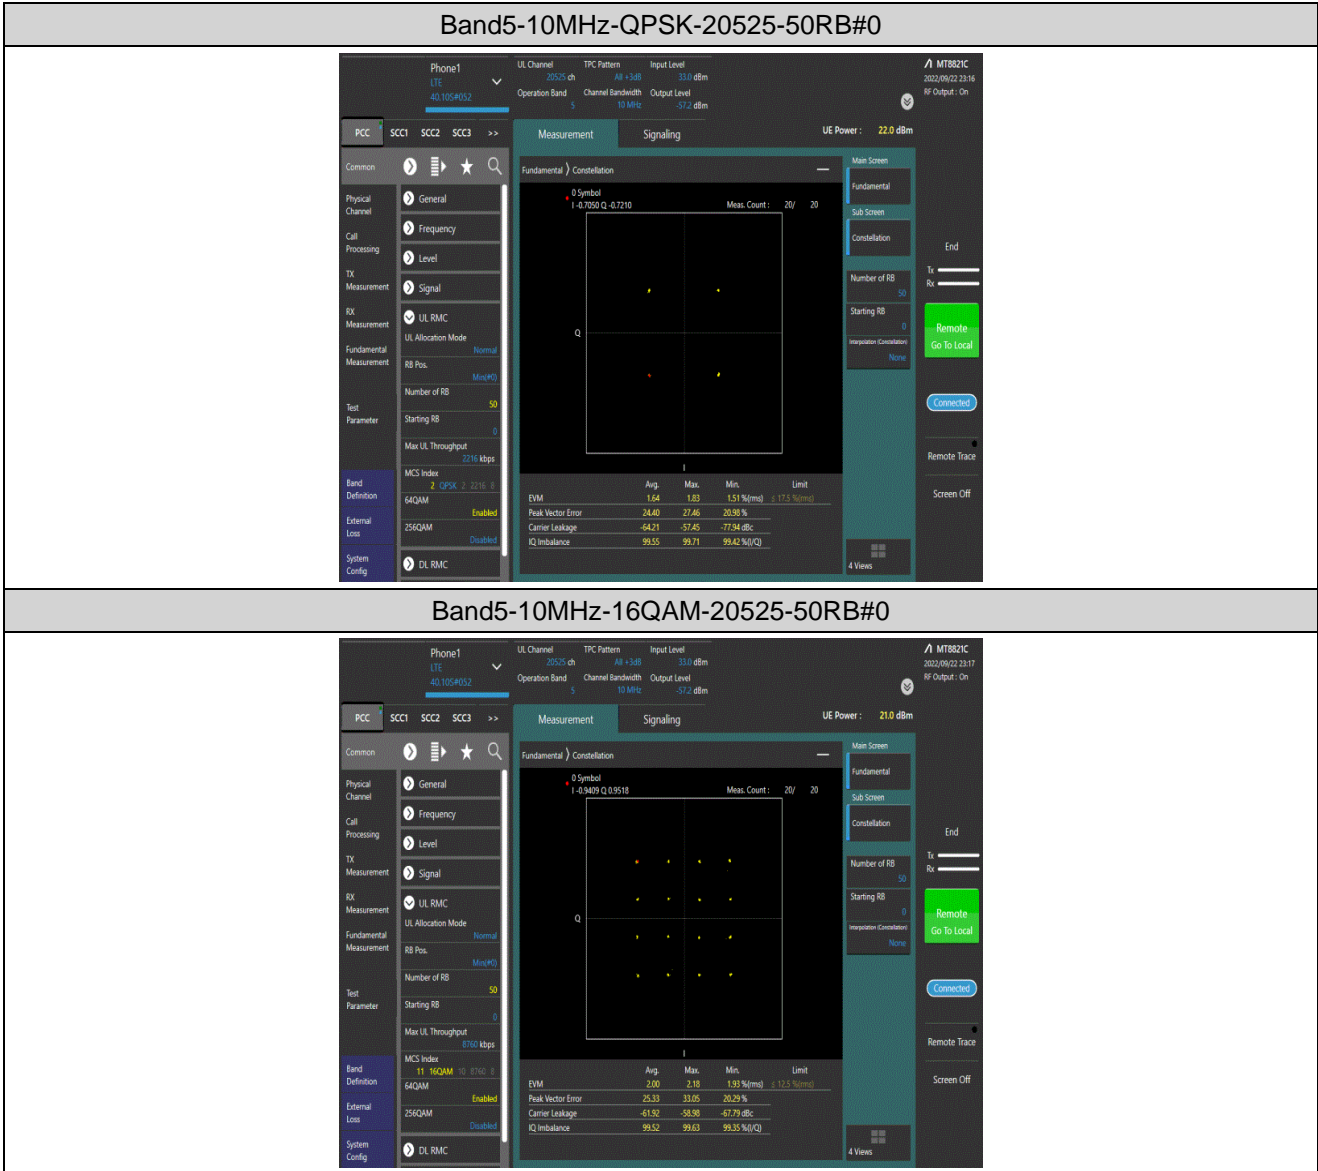 Band5-10MHz-QPSK-20525-50RB#0
Phone1
LTE
40.105#052
UL Channel TPC Pattern Input Level
20525 ch All +3dB 33.0 dBm
Operation Band Channel Bandwidth Output Level
5 10 MHz -57.2 dBm
MT8821C
2022/09/22 23:16
RF Output : On
PCC SCC1 SCC2 SCC3 >>
Measurement Signaling
UE Power : 22.0 dBm
Common
Physical
Channel
Call
Processing
TX
Measurement
RX
Measurement
Fundamental
Measurement
Test
Parameter
Band
Definition
External
Loss
System
Config
General
Frequency
Level
Signal
UL RMC
UL Allocation Mode
Normal
RB Pos.
Min(#0)
Number of RB
50
Starting RB
0
Max UL Throughput
2216 kbps
MCS Index
2 QPSK 2 2216 8
64QAM
Enabled
256QAM
Disabled
DL RMC
Fundamental Constellation
0 Symbol
I -0.7050 Q -0.7210 Meas. Count : 20/ 20
Q
I
Avg. Max. Min. Limit
EVM 1.64 1.83 1.51 %(rms) ≤ 17.5 %(rms)
Peak Vector Error 24.40 27.46 20.98 %
Carrier Leakage -64.21 -57.45 -77.94 dBc
IQ Imbalance 99.55 99.71 99.42 %(I/Q)
Main Screen
Fundamental
Sub Screen
Constellation
Number of RB
50
Starting RB
0
Interpolation (Constellation)
None
4 Views
End
Tx
Rx
Remote
Go To Local
Connected
Remote Trace
Screen Off
Band5-10MHz-16QAM-20525-50RB#0
Phone1
LTE
40.105#052
UL Channel TPC Pattern Input Level
20525 ch All +3dB 33.0 dBm
Operation Band Channel Bandwidth Output Level
5 10 MHz -57.2 dBm
MT8821C
2022/09/22 23:17
RF Output : On
PCC SCC1 SCC2 SCC3 >>
Measurement Signaling
UE Power : 21.0 dBm
Common
Physical
Channel
Call
Processing
TX
Measurement
RX
Measurement
Fundamental
Measurement
Test
Parameter
Band
Definition
External
Loss
System
Config
General
Frequency
Level
Signal
UL RMC
UL Allocation Mode
Normal
RB Pos.
Min(#0)
Number of RB
50
Starting RB
0
Max UL Throughput
8760 kbps
MCS Index
11 16QAM 10 8760 8
64QAM
Enabled
256QAM
Disabled
DL RMC
Fundamental Constellation
0 Symbol
I -0.9409 Q 0.9518 Meas. Count : 20/ 20
Q
I
Avg. Max. Min. Limit
EVM 2.00 2.18 1.93 %(rms) ≤ 12.5 %(rms)
Peak Vector Error 25.33 33.05 20.29 %
Carrier Leakage -61.92 -58.98 -67.79 dBc
IQ Imbalance 99.52 99.63 99.35 %(I/Q)
Main Screen
Fundamental
Sub Screen
Constellation
Number of RB
50
Starting RB
0
Interpolation (Constellation)
None
4 Views
End
Tx
Rx
Remote
Go To Local
Connected
Remote Trace
Screen Off